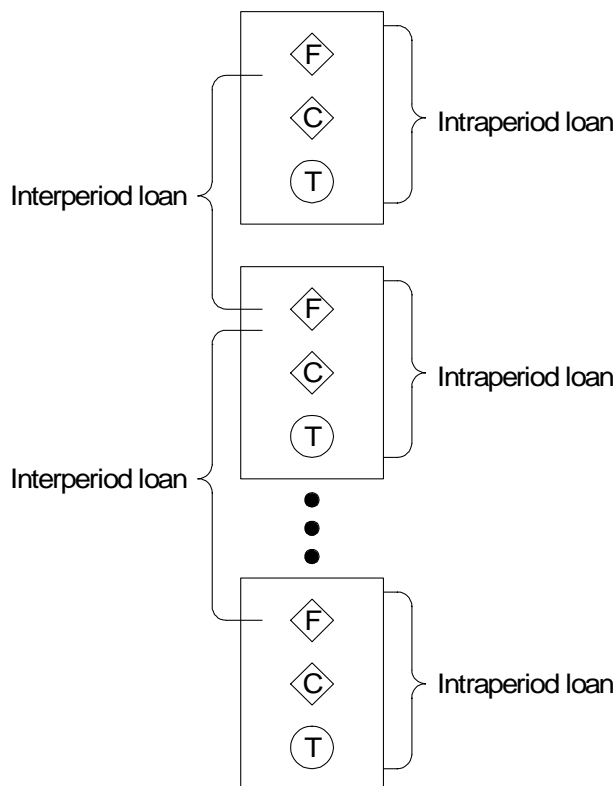 F
C
Intraperiod loan
T
Interperiod loan
F
C
Intraperiod loan
T
Interperiod loan
F
C
Intraperiod loan
T